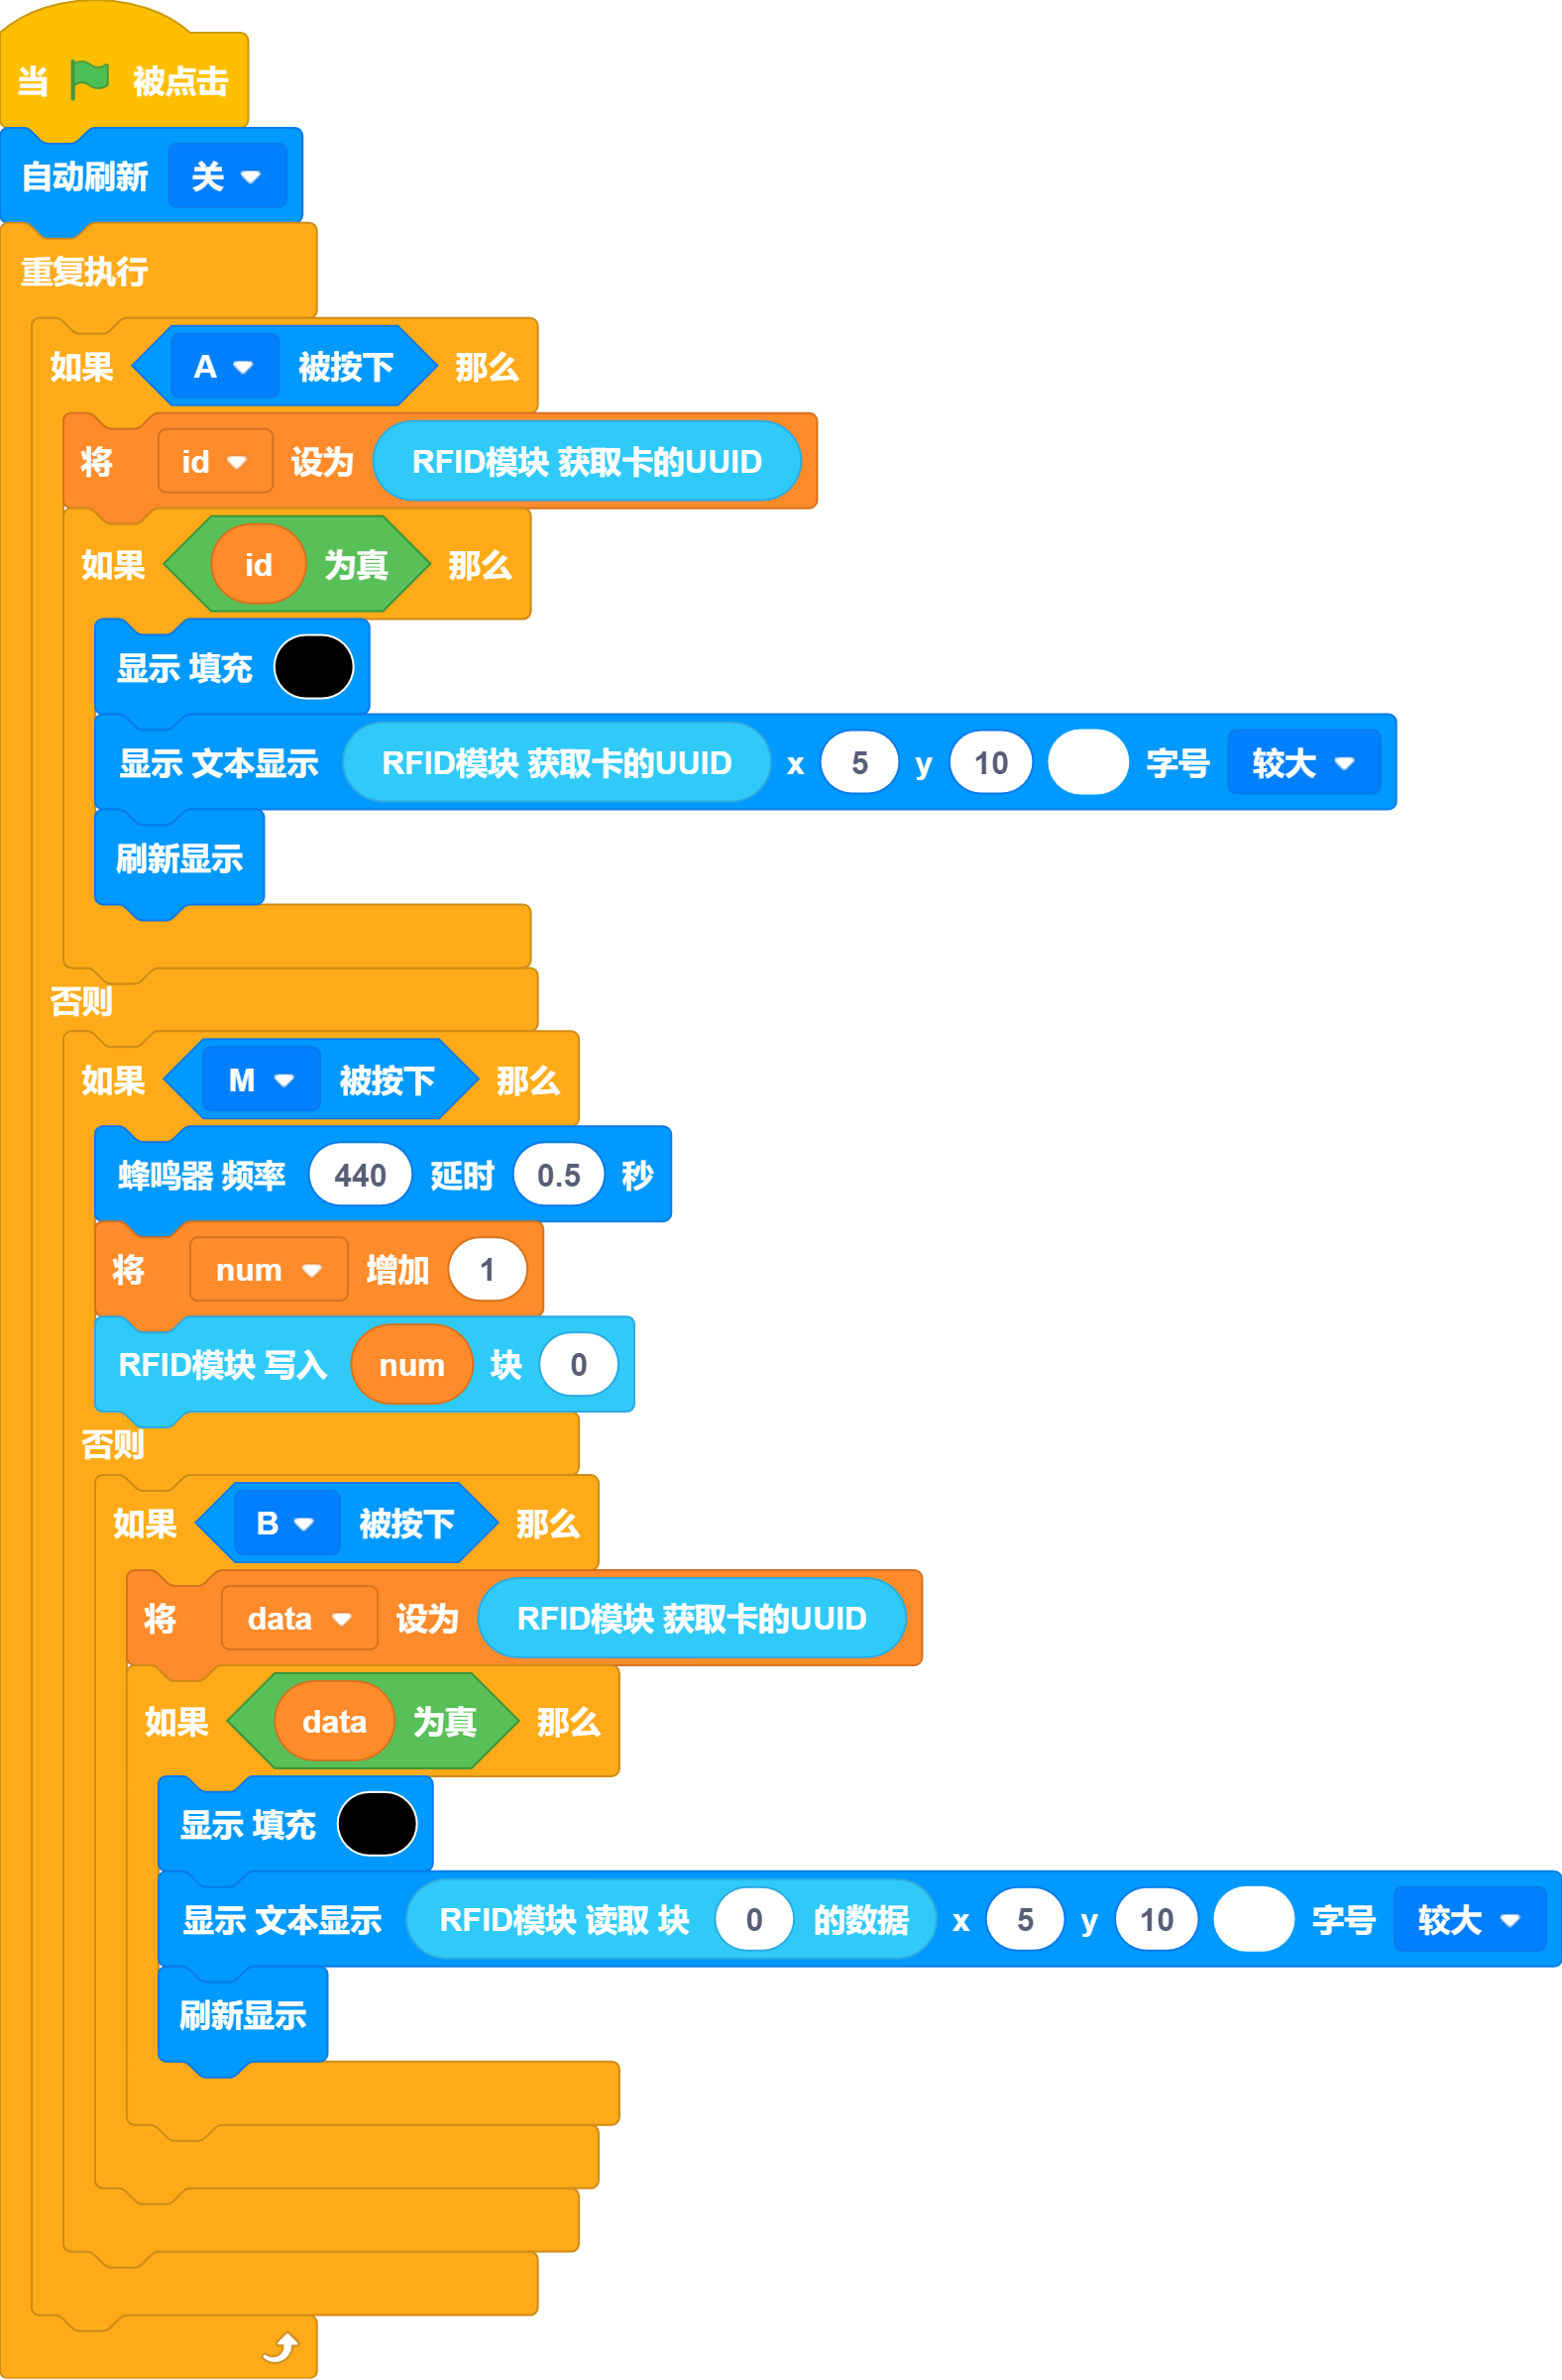 当 被点击
自动刷新 关
重复执行
如果 A 被按下 那么
将 id 设为 RFID模块 获取卡的UUID
如果 id 为真 那么
显示 填充
显示 文本显示 RFID模块 获取卡的UUID x 5 y 10 字号 较大
刷新显示
否则
如果 M 被按下 那么
蜂鸣器 频率 440 延时 0.5 秒
将 num 增加 1
RFID模块 写入 num 块 0
否则
如果 B 被按下 那么
将 data 设为 RFID模块 获取卡的UUID
如果 data 为真 那么
显示 填充
显示 文本显示 RFID模块 读取 块 0 的数据 x 5 y 10 字号 较大
刷新显示